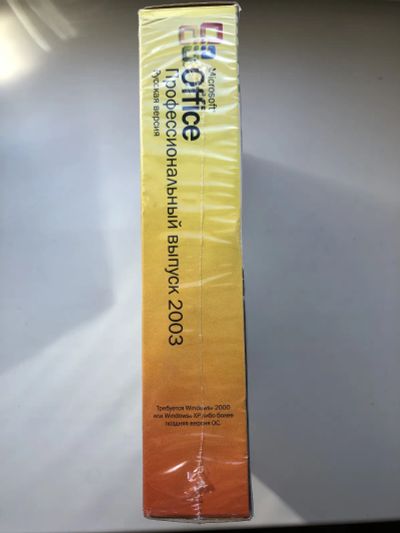 Microsoft
Office
Профессиональный выпуск 2003
Русская версия
Требуется Windows® 2000
или Windows XP либо более
поздняя версия ОС.